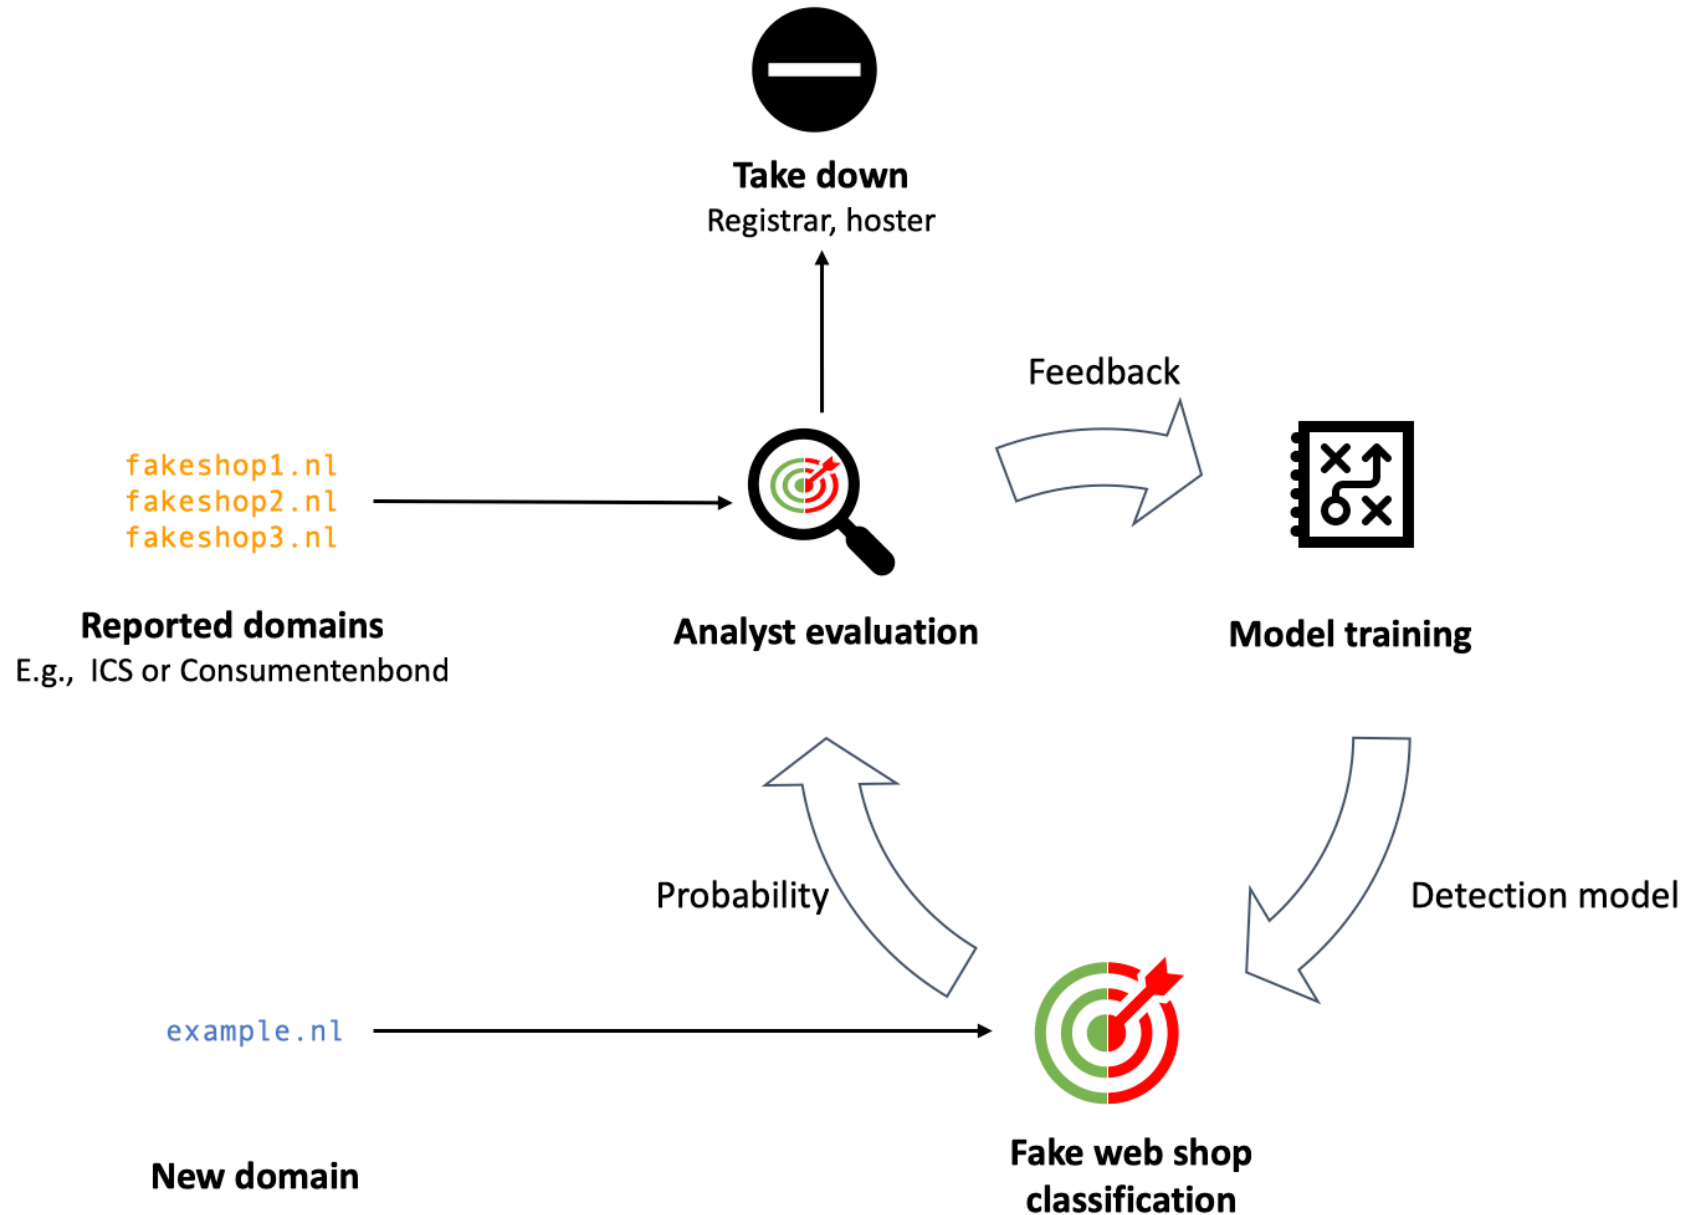 Take down
Registrar, hoster
Feedback
fakeshop1.nl
fakeshop2.nl
fakeshop3.nl
Reported domains
E.g., ICS or Consumentenbond
Analyst evaluation
Model training
Probability
Detection model
example.nl
New domain
Fake web shop
classification